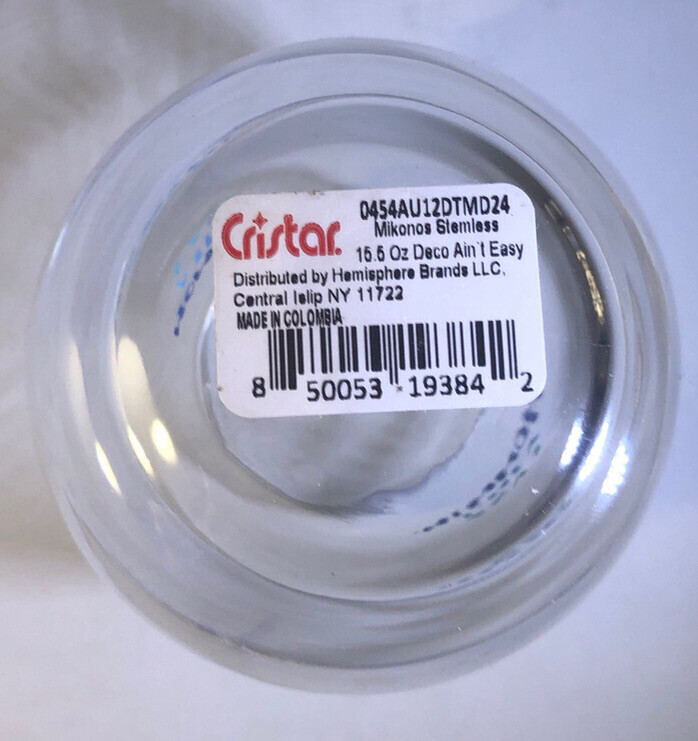 Cristar.
0454AU12DTMD24
Mikonos Stemless
15.5 Oz Deco Ain't Easy
Distributed by Hemisphere Brands LLC,
Central Islip NY 11722
MADE IN COLOMBIA
8 50053 19384 2